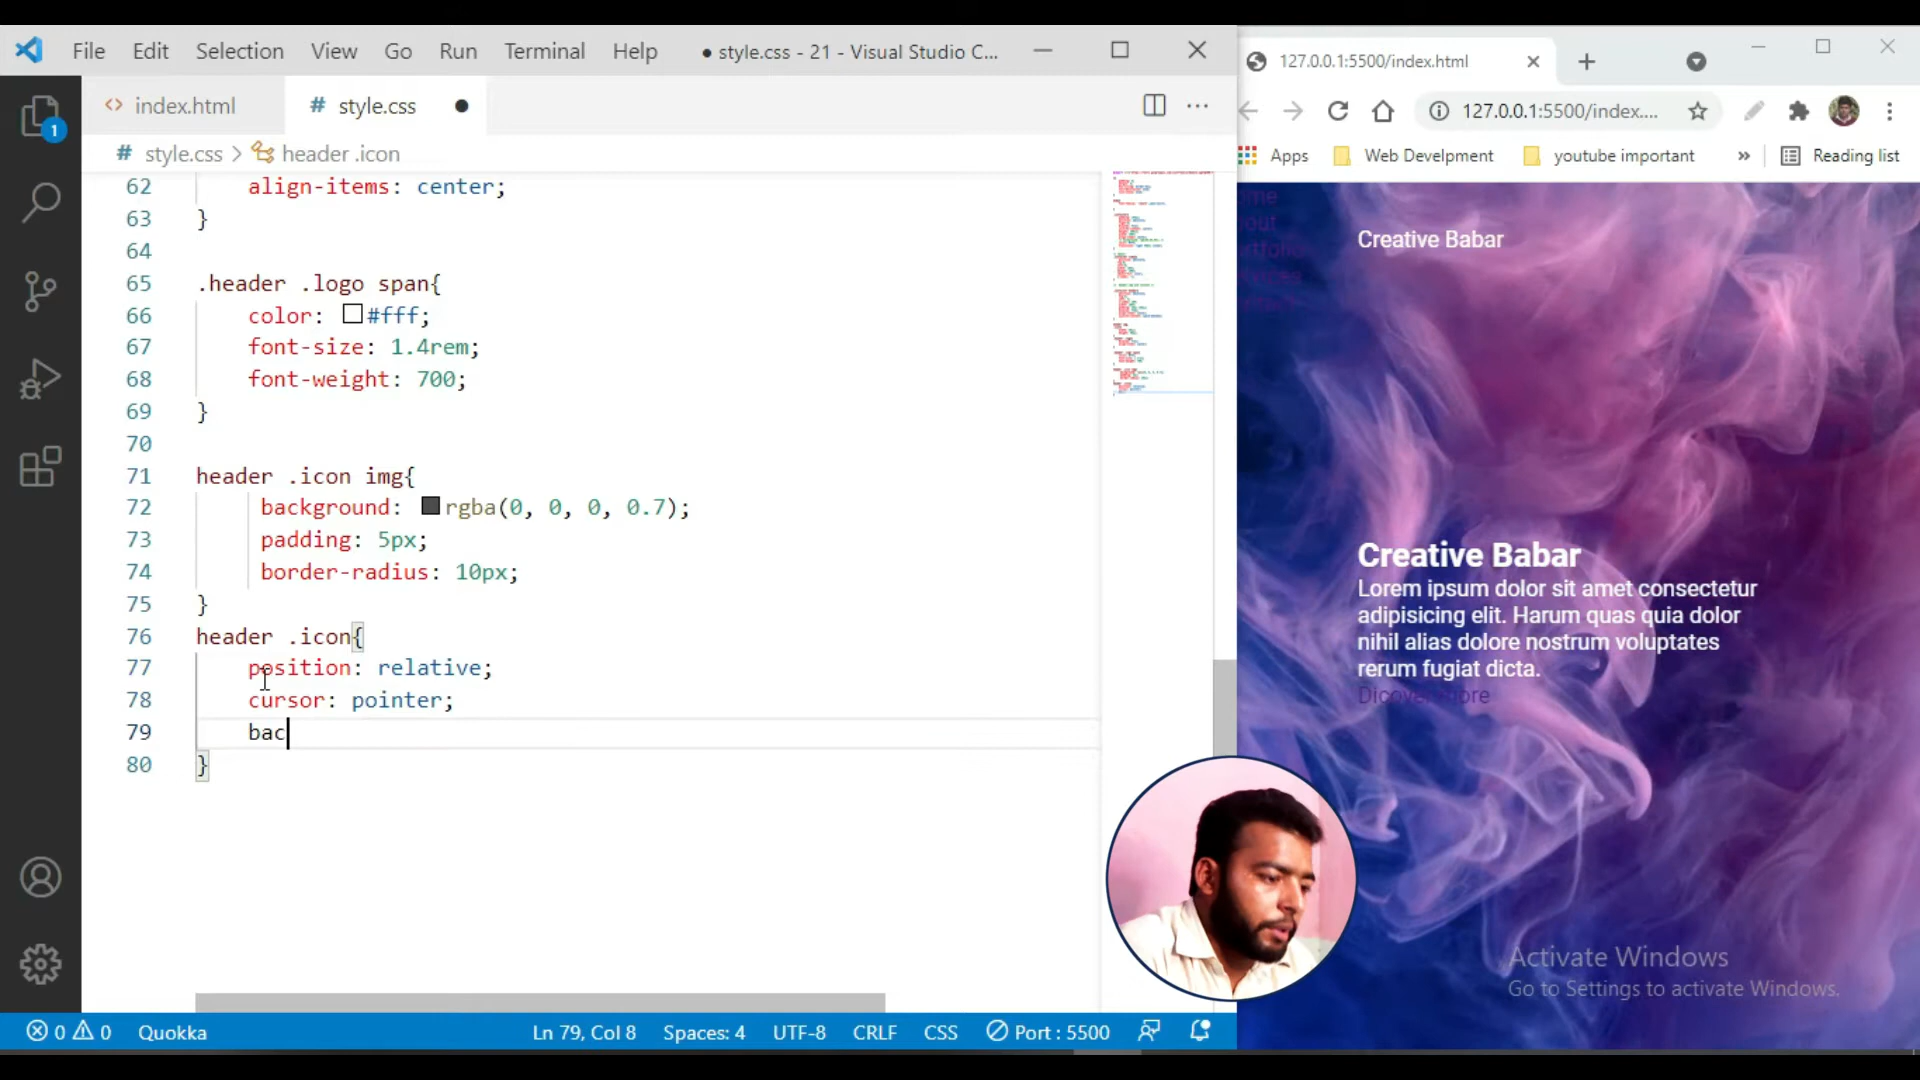 File Edit Selection View Go Run Terminal Help ● style.css - 21 - Visual Studio C...
index.html
# style.css ●
# style.css > header .icon
62 align-items: center;
63 }
64
65 .header .logo span{
66 color: #fff;
67 font-size: 1.4rem;
68 font-weight: 700;
69 }
70
71 header .icon img{
72 background: rgba(0, 0, 0, 0.7);
73 padding: 5px;
74 border-radius: 10px;
75 }
76 header .icon{
77 position: relative;
78 cursor: pointer;
79 bac
80 }
1
0 0 Quokka Ln 79, Col 8 Spaces: 4 UTF-8 CRLF CSS Port : 5500
127.0.0.1:5500/index.html
127.0.0.1:5500/index....
Apps Web Develpment youtube important » Reading list
Creative Babar
Creative Babar
Lorem ipsum dolor sit amet consectetur
adipisicing elit. Harum quas quia dolor
nihil alias dolore nostrum voluptates
rerum fugiat dicta.
Dicover more
Activate Windows
Go to Settings to activate Windows.